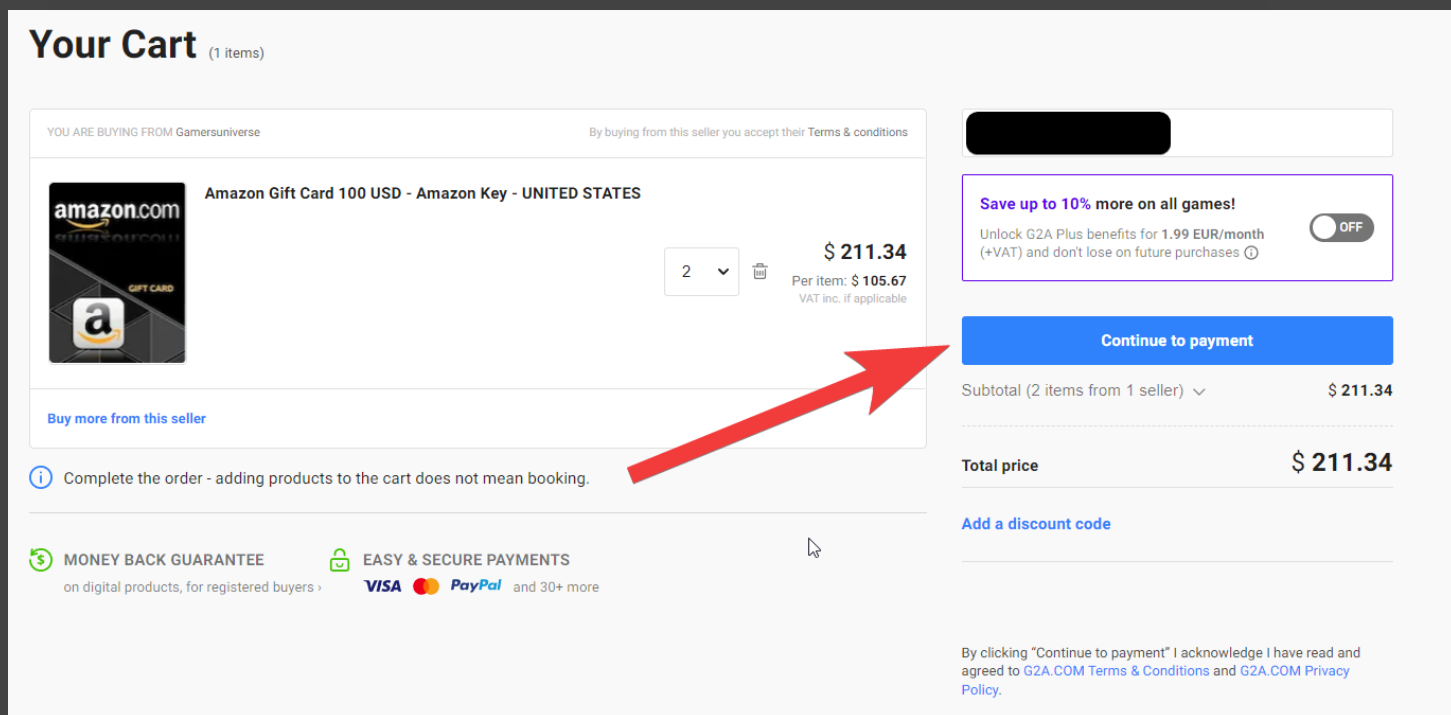 Your Cart (1 items)
YOU ARE BUYING FROM Gamersuniverse
By buying from this seller you accept their Terms & conditions
amazon.com
GIFT CARD
a
Amazon Gift Card 100 USD - Amazon Key - UNITED STATES
2
$ 211.34
Per item: $ 105.67
VAT inc. if applicable
Buy more from this seller
Complete the order - adding products to the cart does not mean booking.
MONEY BACK GUARANTEE
on digital products, for registered buyers ›
EASY & SECURE PAYMENTS
VISA PayPal and 30+ more
Save up to 10% more on all games!
Unlock G2A Plus benefits for 1.99 EUR/month
(+VAT) and don't lose on future purchases
OFF
Continue to payment
Subtotal (2 items from 1 seller) $ 211.34
Total price $ 211.34
Add a discount code
By clicking “Continue to payment” I acknowledge I have read and
agreed to G2A.COM Terms & Conditions and G2A.COM Privacy
Policy.